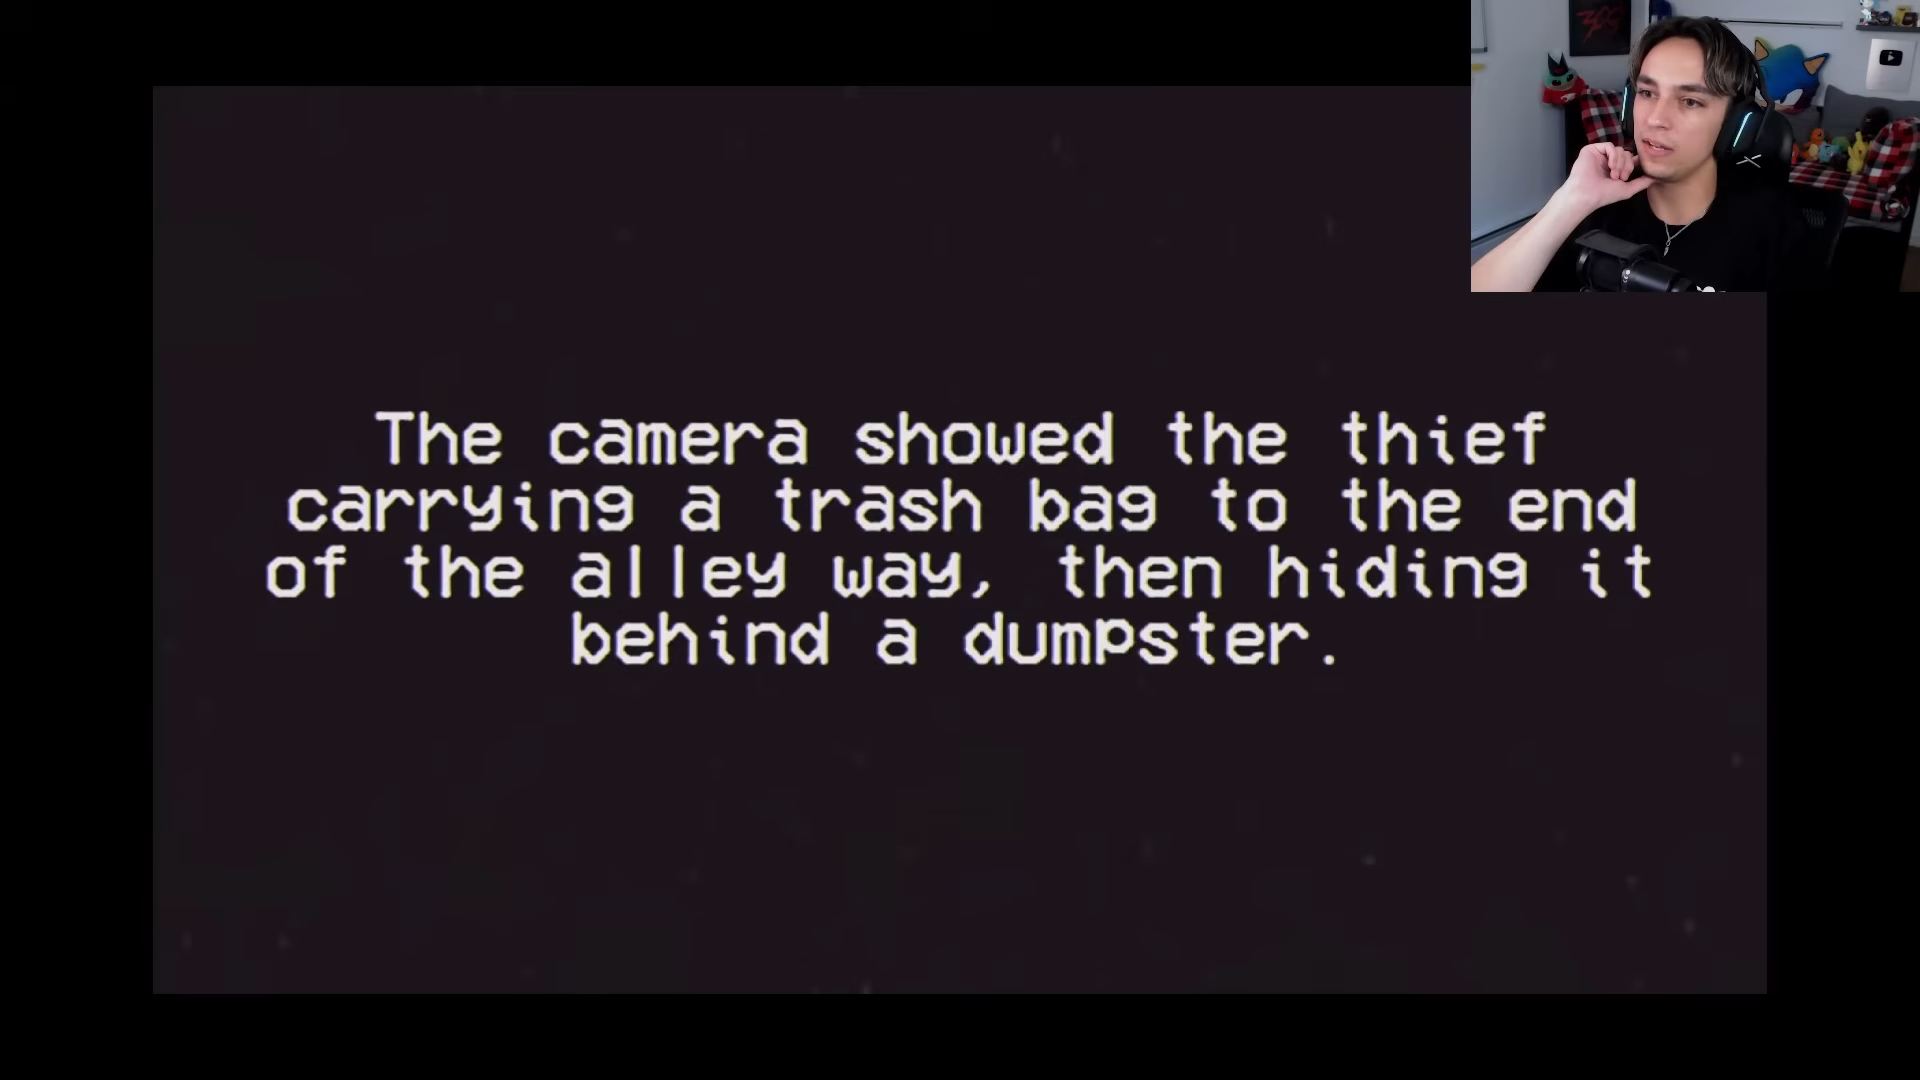 The camera showed the thief
carrying a trash bag to the end
of the alley way, then hiding it
behind a dumpster.